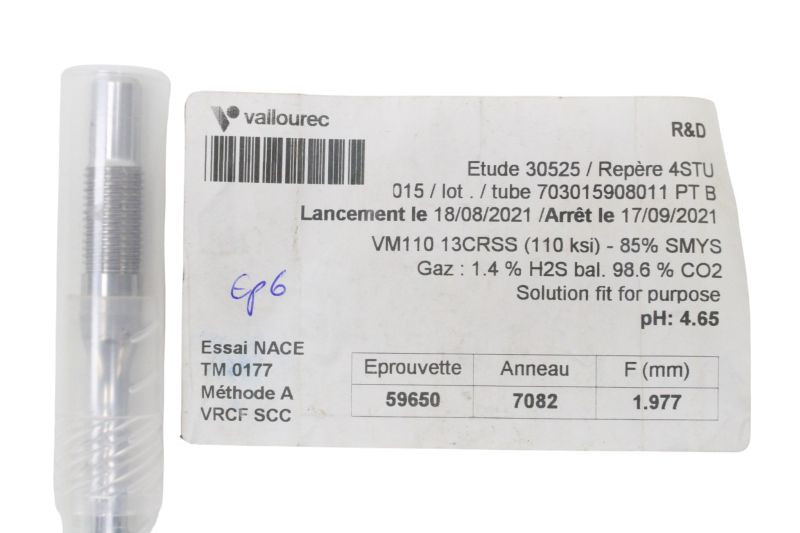 vallourec
R&D
Etude 30525 / Repère 4STU
015 / lot . / tube 703015908011 PT B
Lancement le 18/08/2021 /Arrêt le 17/09/2021
VM110 13CRSS (110 ksi) - 85% SMYS
Gaz : 1.4 % H2S bal. 98.6 % CO2
Solution fit for purpose
pH: 4.65
Ep6
Essai NACE
TM 0177
Méthode A
VRCF SCC
Eprouvette Anneau F (mm)
59650 7082 1.977